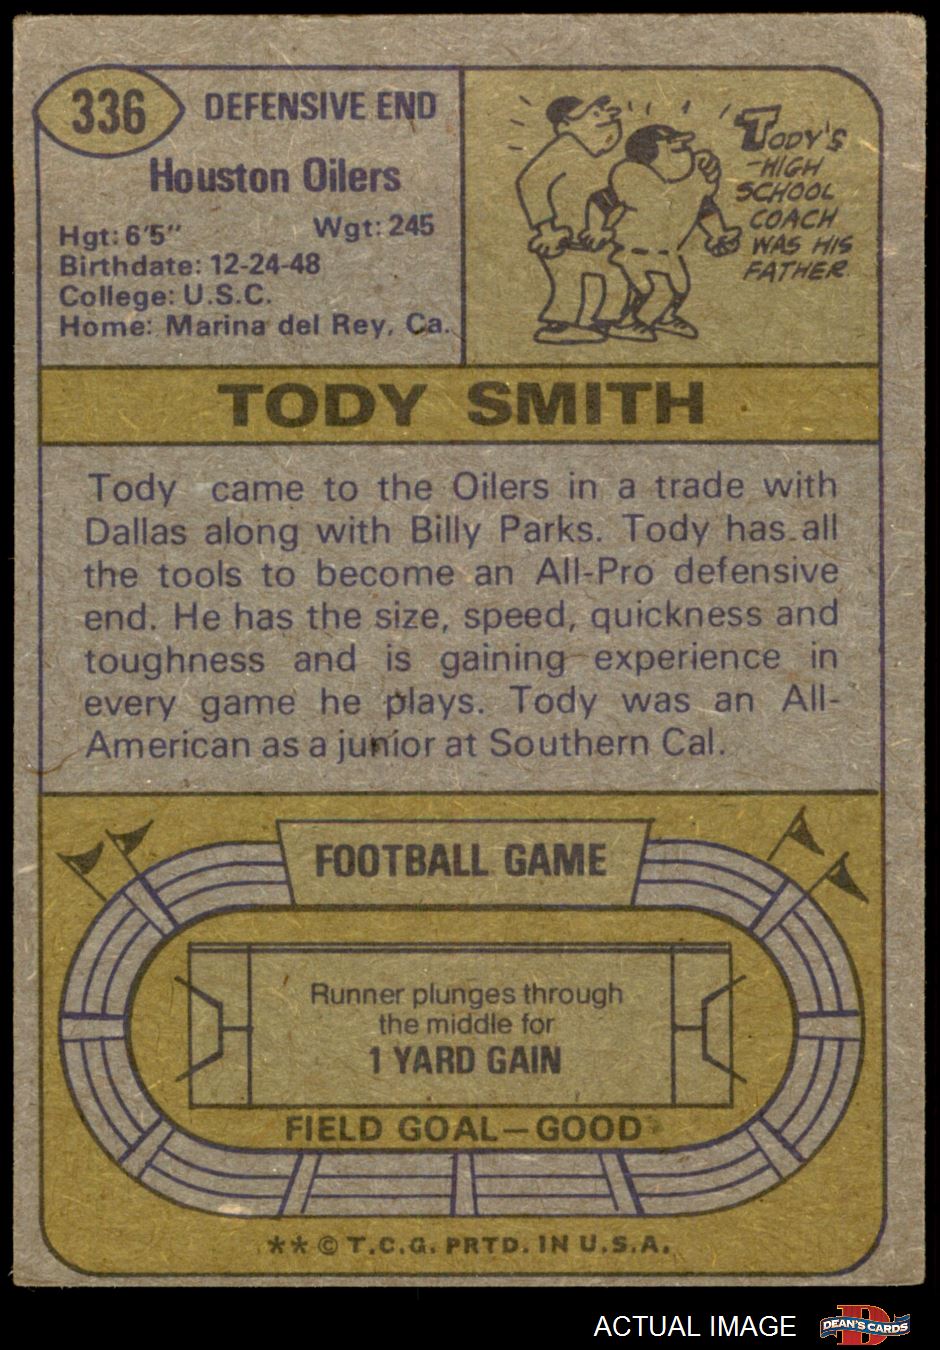 336
DEFENSIVE END
Houston Oilers
Hgt: 6'5"
Wgt: 245
Birthdate: 12-24-48
College: U.S.C.
Home: Marina del Rey, Ca.
TODY'S
-HIGH
SCHOOL
COACH
WAS HIS
FATHER.
TODY SMITH
Tody came to the Oilers in a trade with
Dallas along with Billy Parks. Tody has all
the tools to become an All-Pro defensive
end. He has the size, speed, quickness and
toughness and is gaining experience in
every game he plays. Tody was an All-
American as a junior at Southern Cal.
FOOTBALL GAME
Runner plunges through
the middle for
1 YARD GAIN
FIELD GOAL—GOOD
** © T.C.G. PRTD. IN U.S.A.
ACTUAL IMAGE
DEAN'S CARDS